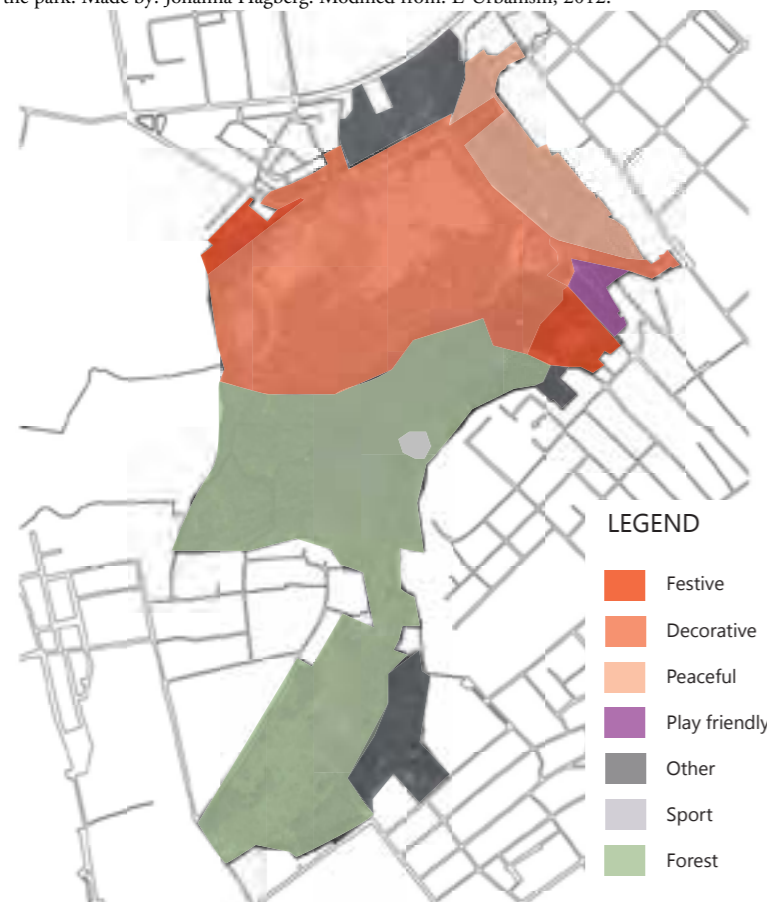 the park. Made by: Johanna Hagberg. Modified from: E-Urbanism, 2012.
LEGEND
Festive
Decorative
Peaceful
Play friendly
Other
Sport
Forest